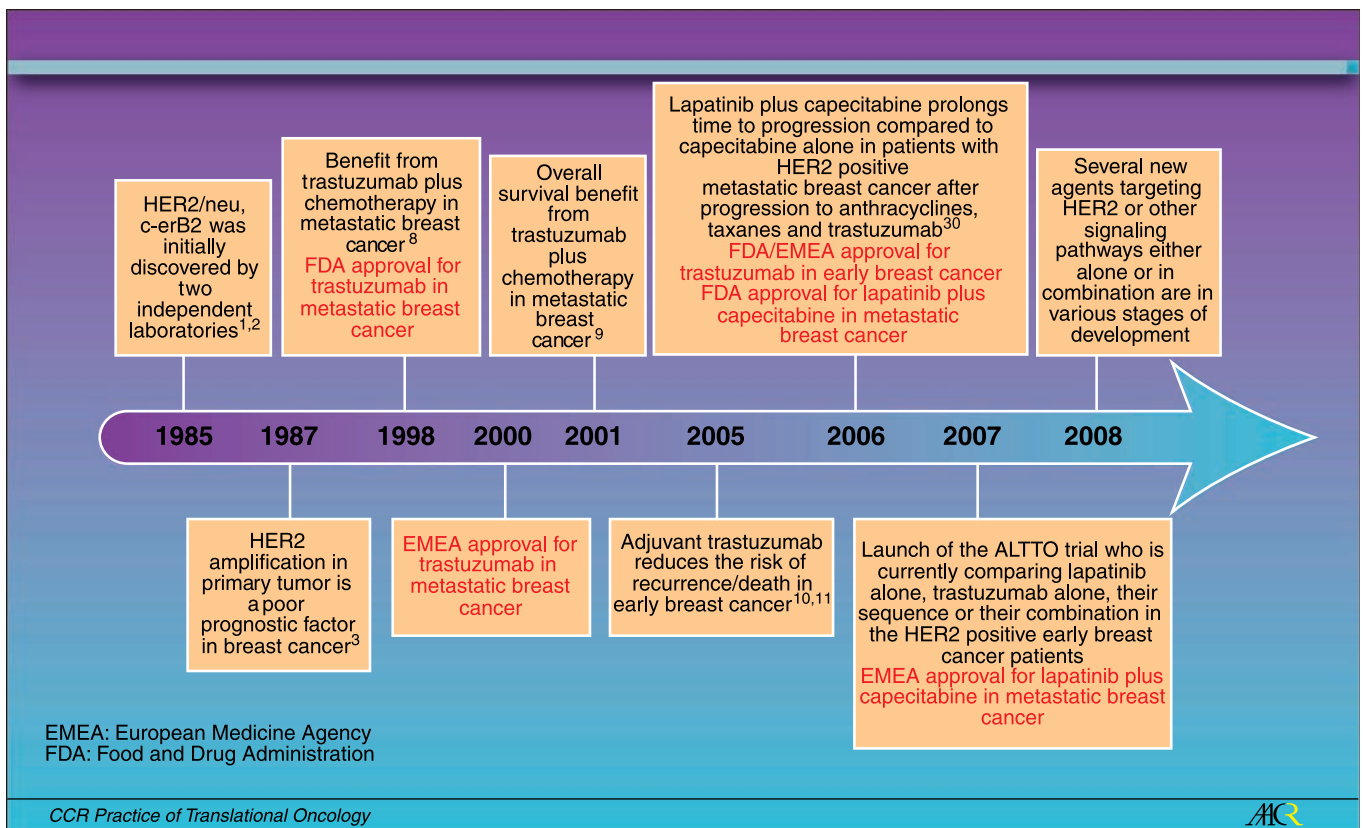 HER2/neu,
c-erB2 was
initially
discovered by
two
independent
laboratories1,2
Benefit from
trastuzumab plus
chemotherapy in
metastatic breast
cancer8
FDA approval for
trastuzumab in
metastatic breast
cancer
Overall
survival benefit
from
trastuzumab
plus
chemotherapy
in metastatic
breast
cancer9
Lapatinib plus capecitabine prolongs
time to progression compared to
capecitabine alone in patients with
HER2 positive
metastatic breast cancer after
progression to anthracyclines,
taxanes and trastuzumab30
FDA/EMEA approval for
trastuzumab in early breast cancer
FDA approval for lapatinib plus
capecitabine in metastatic
breast cancer
Several new
agents targeting
HER2 or other
signaling
pathways either
alone or in
combination are in
various stages of
development
1985 1987 1998 2000 2001 2005 2006 2007 2008
HER2
amplification in
primary tumor is
a poor
prognostic factor
in breast cancer3
EMEA approval for
trastuzumab in
metastatic breast
cancer
Adjuvant trastuzumab
reduces the risk of
recurrence/death in
early breast cancer10,11
Launch of the ALTTO trial who is
currently comparing lapatinib
alone, trastuzumab alone, their
sequence or their combination in
the HER2 positive early breast
cancer patients
EMEA approval for lapatinib plus
capecitabine in metastatic breast
cancer
EMEA: European Medicine Agency
FDA: Food and Drug Administration
CCR Practice of Translational Oncology
AACR